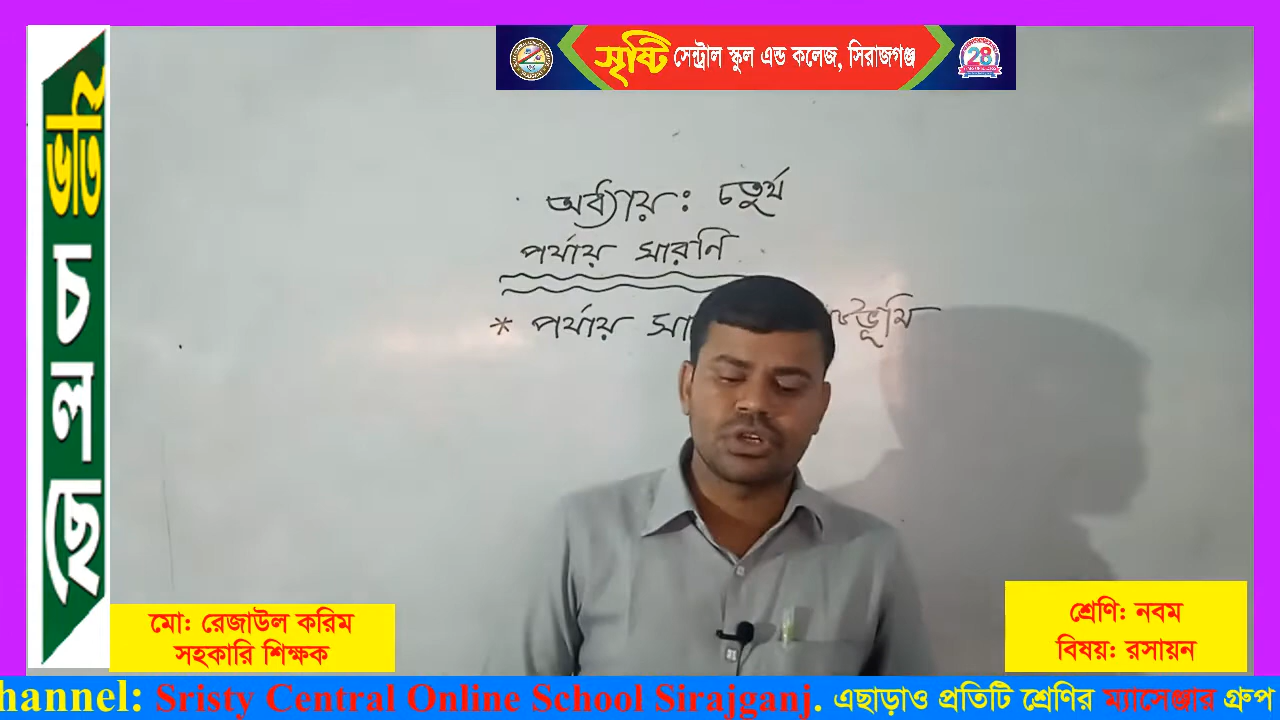 সৃষ্টি সেন্ট্রাল স্কুল এন্ড কলেজ, সিরাজগঞ্জ
28
ভর্তি চলছে
অধ্যায়ঃ চতুর্থ
পর্যায় সারনি
* পর্যায় সা
ভূমি
মো: রেজাউল করিম
সহকারি শিক্ষক
শ্রেণি: নবম
বিষয়: রসায়ন
hannel: Sristy Central Online School Sirajganj. এছাড়াও প্রতিটি শ্রেণির ম্যাসেঞ্জার গ্রুপ